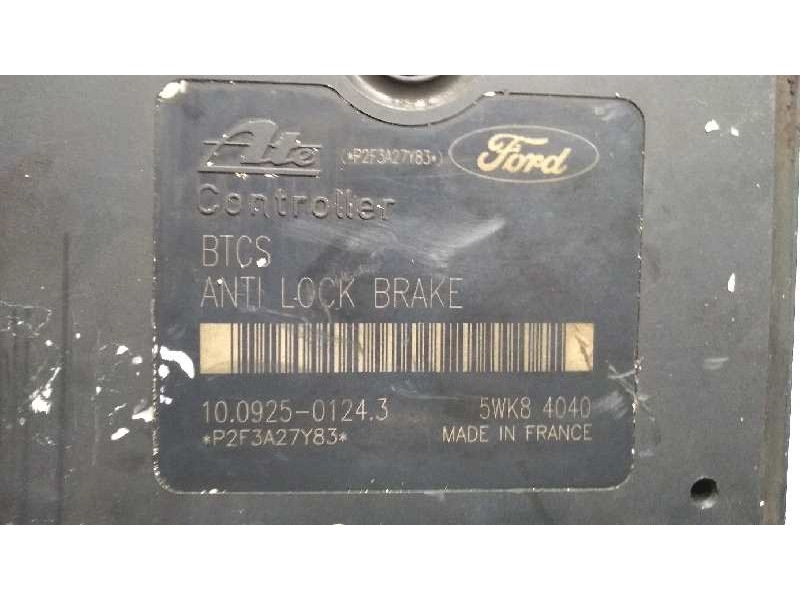 Ate (*P2F3A27Y83*) Ford
Controller
BTCS
ANTI LOCK BRAKE
10.0925-0124.3 5WK8 4040
*P2F3A27Y83* MADE IN FRANCE